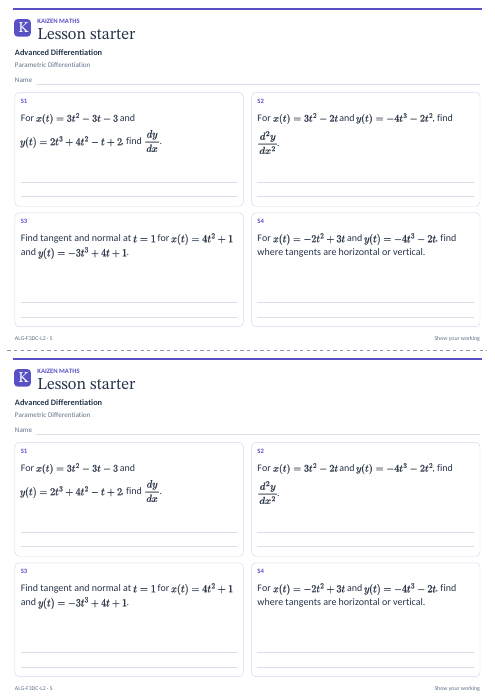 KAIZEN MATHS
K Lesson starter
Advanced Differentiation
Parametric Differentiation
Name
S1
For x(t) = 3t² − 3t − 3 and
y(t) = 2t³ + 4t² − t + 2, find dy/dx.
S2
For x(t) = 3t² − 2t and y(t) = −4t³ − 2t², find
d²y/dx².
S3
Find tangent and normal at t = 1 for x(t) = 4t² + 1
and y(t) = −3t³ + 4t + 1.
S4
For x(t) = −2t² + 3t and y(t) = −4t³ − 2t, find
where tangents are horizontal or vertical.
ALG-F3DC-L2 · S
Show your working
KAIZEN MATHS
K Lesson starter
Advanced Differentiation
Parametric Differentiation
Name
S1
For x(t) = 3t² − 3t − 3 and
y(t) = 2t³ + 4t² − t + 2, find dy/dx.
S2
For x(t) = 3t² − 2t and y(t) = −4t³ − 2t², find
d²y/dx².
S3
Find tangent and normal at t = 1 for x(t) = 4t² + 1
and y(t) = −3t³ + 4t + 1.
S4
For x(t) = −2t² + 3t and y(t) = −4t³ − 2t, find
where tangents are horizontal or vertical.
ALG-F3DC-L2 · S
Show your working